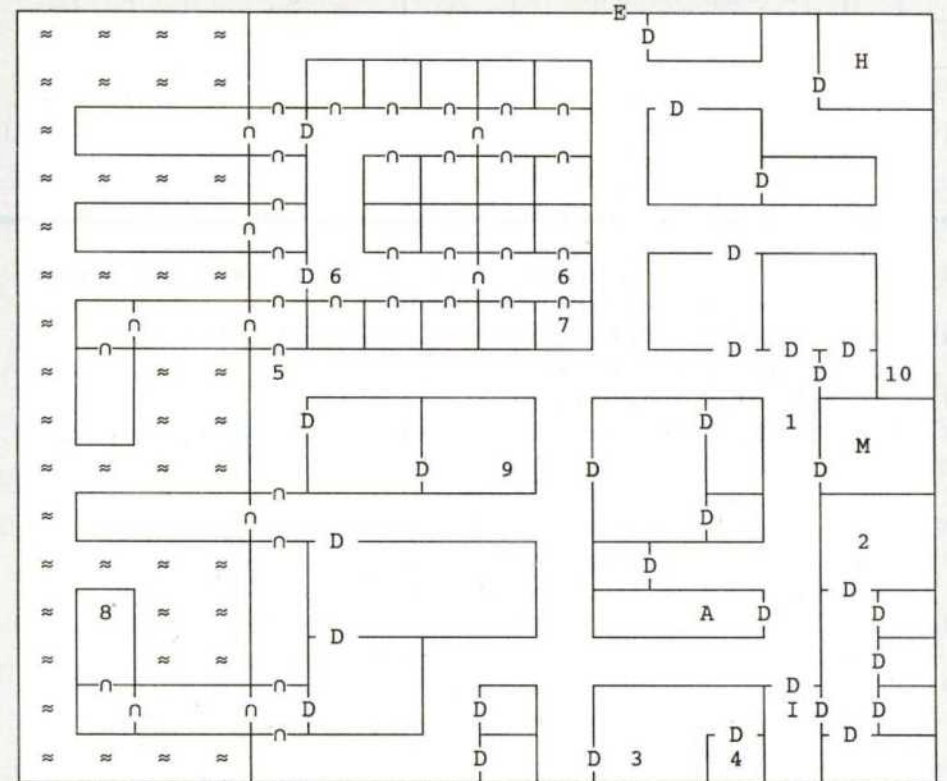 E
≈ ≈ ≈ ≈ D
H
≈ ≈ ≈ ≈ D
∩ ∩ ∩ ∩ ∩ ∩ D
≈ ∩ D ∩
∩ ∩ ∩ ∩ ∩
≈ ≈ ≈ ≈ D
∩
≈ ∩
∩ ∩ ∩ ∩ ∩ D
≈ ≈ ≈ ≈ D 6 ∩ 6
∩ ∩ ∩ ∩ ∩ ∩
≈ ∩ ∩ 7
∩ ∩ D D D
≈ ≈ ≈ 5 D 10
≈ ≈ ≈ D D 1
M
≈ ≈ ≈ ≈ D 9 D D
∩
≈ ∩ D
∩ D 2
≈ ≈ ≈ ≈ D
D
≈ 8 ≈ ≈ A D D
D
≈ ≈ ≈ D
∩ ∩ D
≈ ∩ ∩ D D I D D
∩ D D
≈ ≈ ≈ ≈ D D 3 4